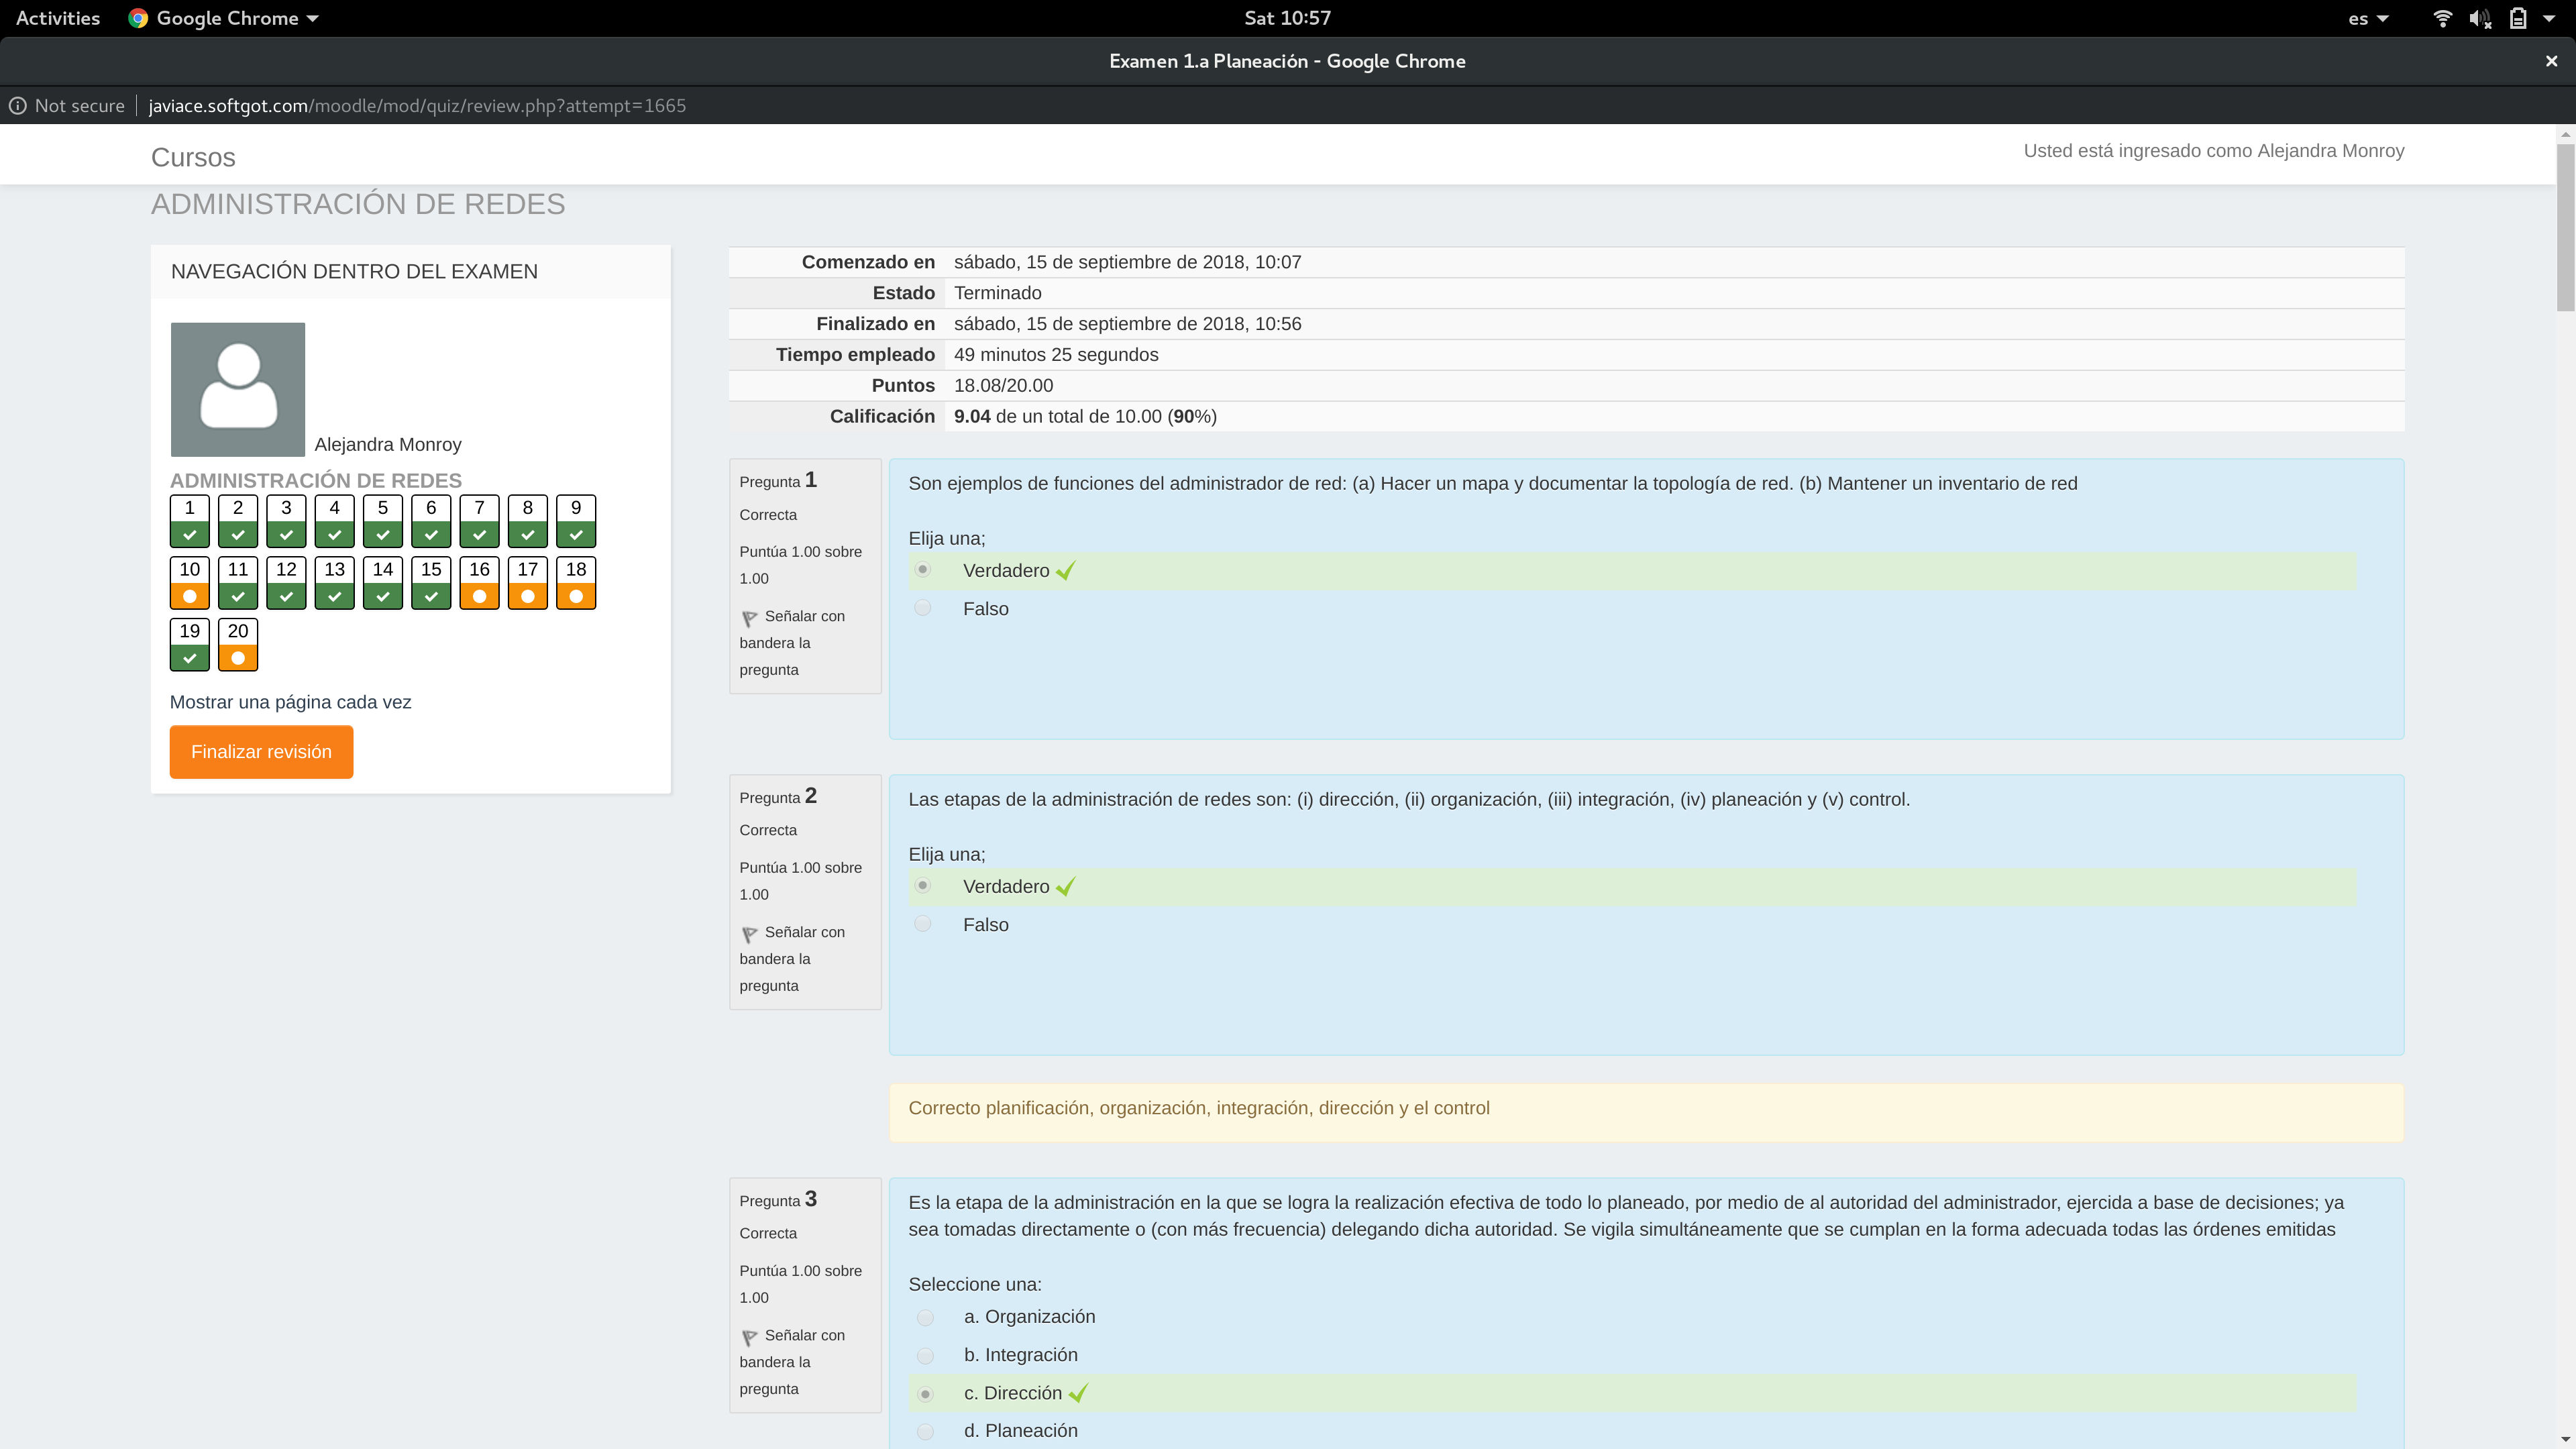 Activities Google Chrome Sat 10:57 es
Examen 1.a Planeación - Google Chrome
Not secure javiace.softgot.com/moodle/mod/quiz/review.php?attempt=1665
Cursos
Usted está ingresado como Alejandra Monroy
ADMINISTRACIÓN DE REDES
NAVEGACIÓN DENTRO DEL EXAMEN
Alejandra Monroy
ADMINISTRACIÓN DE REDES
1 2 3 4 5 6 7 8 9
10 11 12 13 14 15 16 17 18
19 20
Mostrar una página cada vez
Finalizar revisión
Comenzado en sábado, 15 de septiembre de 2018, 10:07
Estado Terminado
Finalizado en sábado, 15 de septiembre de 2018, 10:56
Tiempo empleado 49 minutos 25 segundos
Puntos 18.08/20.00
Calificación 9.04 de un total de 10.00 (90%)
Pregunta 1
Correcta
Puntúa 1.00 sobre
1.00
Señalar con
bandera la
pregunta
Son ejemplos de funciones del administrador de red: (a) Hacer un mapa y documentar la topología de red. (b) Mantener un inventario de red
Elija una;
Verdadero
Falso
Pregunta 2
Correcta
Puntúa 1.00 sobre
1.00
Señalar con
bandera la
pregunta
Las etapas de la administración de redes son: (i) dirección, (ii) organización, (iii) integración, (iv) planeación y (v) control.
Elija una;
Verdadero
Falso
Correcto planificación, organización, integración, dirección y el control
Pregunta 3
Correcta
Puntúa 1.00 sobre
1.00
Señalar con
bandera la
pregunta
Es la etapa de la administración en la que se logra la realización efectiva de todo lo planeado, por medio de al autoridad del administrador, ejercida a base de decisiones; ya
sea tomadas directamente o (con más frecuencia) delegando dicha autoridad. Se vigila simultáneamente que se cumplan en la forma adecuada todas las órdenes emitidas
Seleccione una:
a. Organización
b. Integración
c. Dirección
d. Planeación